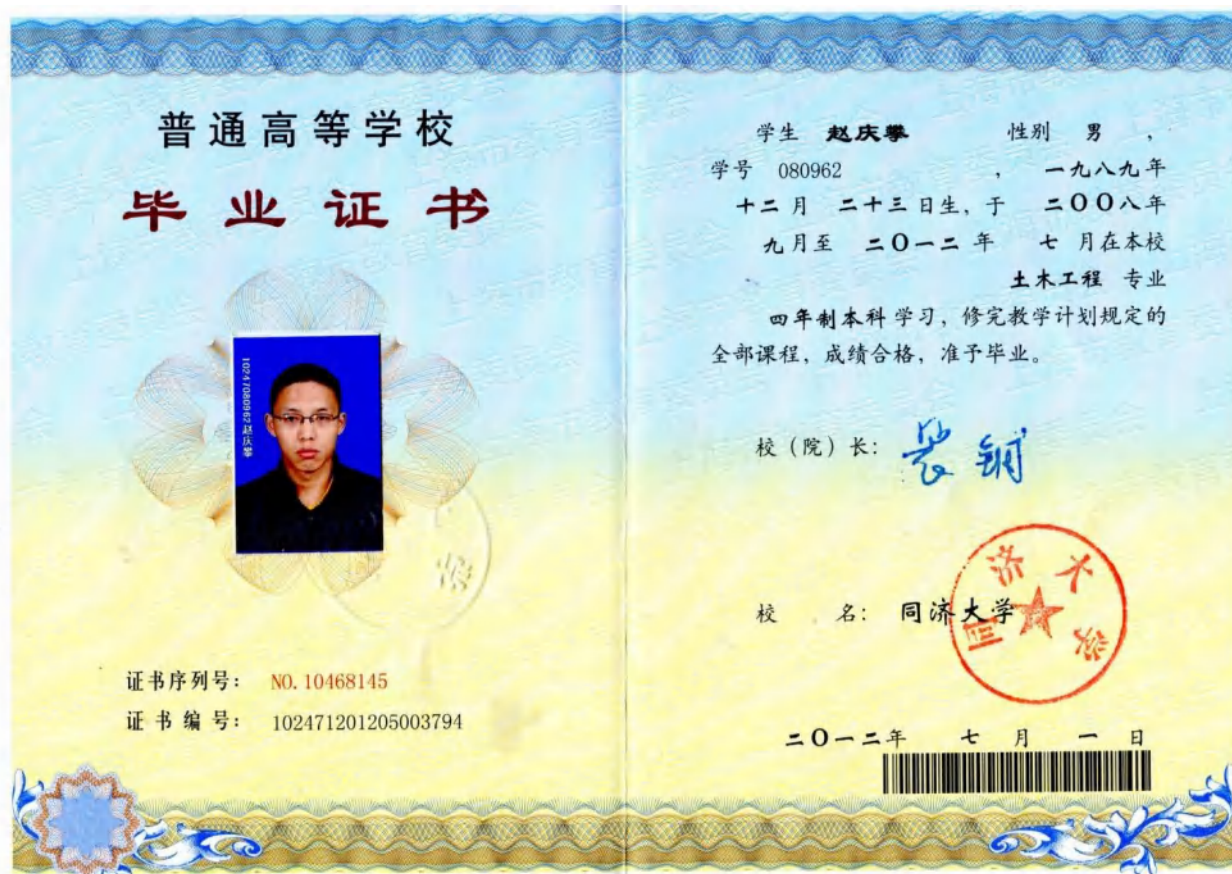 普通高等学校
毕业证书
10247080962赵庆攀
证书序列号： NO. 10468145
证书编号： 102471201205003794
学生 赵庆攀 性别 男 ，
学号 080962 ， 一九八九年
十二月 二十三日生，于 二〇〇八年
九月至 二〇一二年 七 月在本校
土木工程 专业
四年制本科 学习，修完教学计划规定的
全部课程，成绩合格，准予毕业。
校（院）长： 裴钢
校 名： 同济大学
同济大学
二〇一二年 七 月 一 日